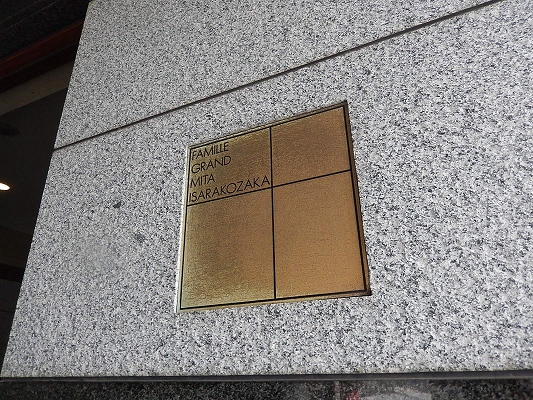 FAMILLE
GRAND
MITA
ISARAKOZAKA